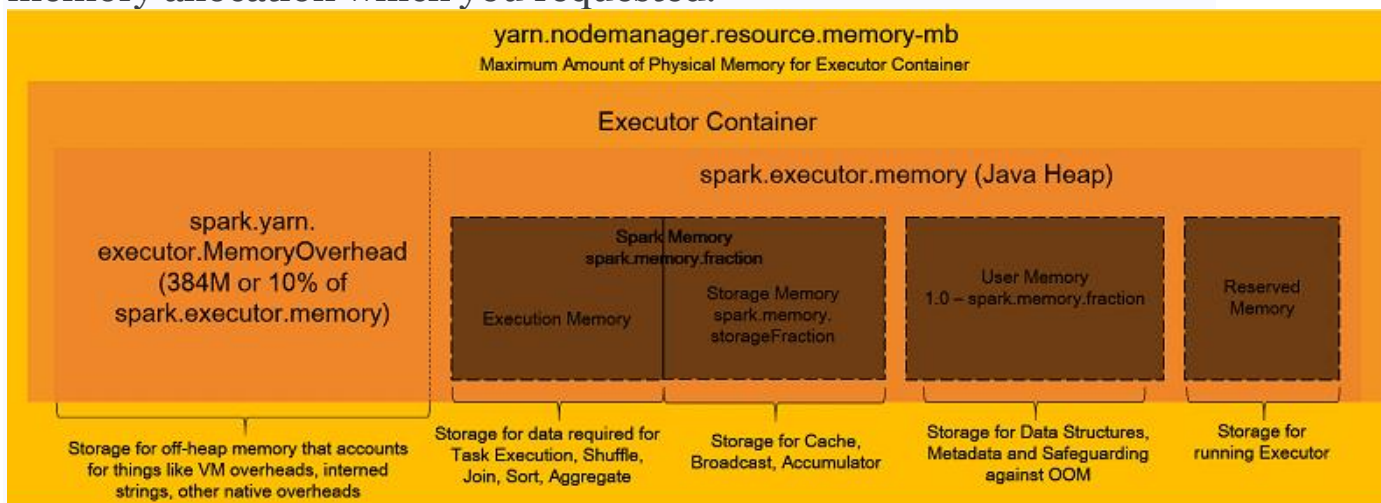 memory allocation which you requested.
yarn.nodemanager.resource.memory-mb
Maximum Amount of Physical Memory for Executor Container
Executor Container
spark.yarn.
executor.MemoryOverhead
(384M or 10% of
spark.executor.memory)
spark.executor.memory (Java Heap)
Spark Memory
spark.memory.fraction
Execution Memory
Storage Memory
spark.memory.
storageFraction
User Memory
1.0 – spark.memory.fraction
Reserved
Memory
Storage for off-heap memory that accounts
for things like VM overheads, interned
strings, other native overheads
Storage for data required for
Task Execution, Shuffle,
Join, Sort, Aggregate
Storage for Cache,
Broadcast, Accumulator
Storage for Data Structures,
Metadata and Safeguarding
against OOM
Storage for
running Executor